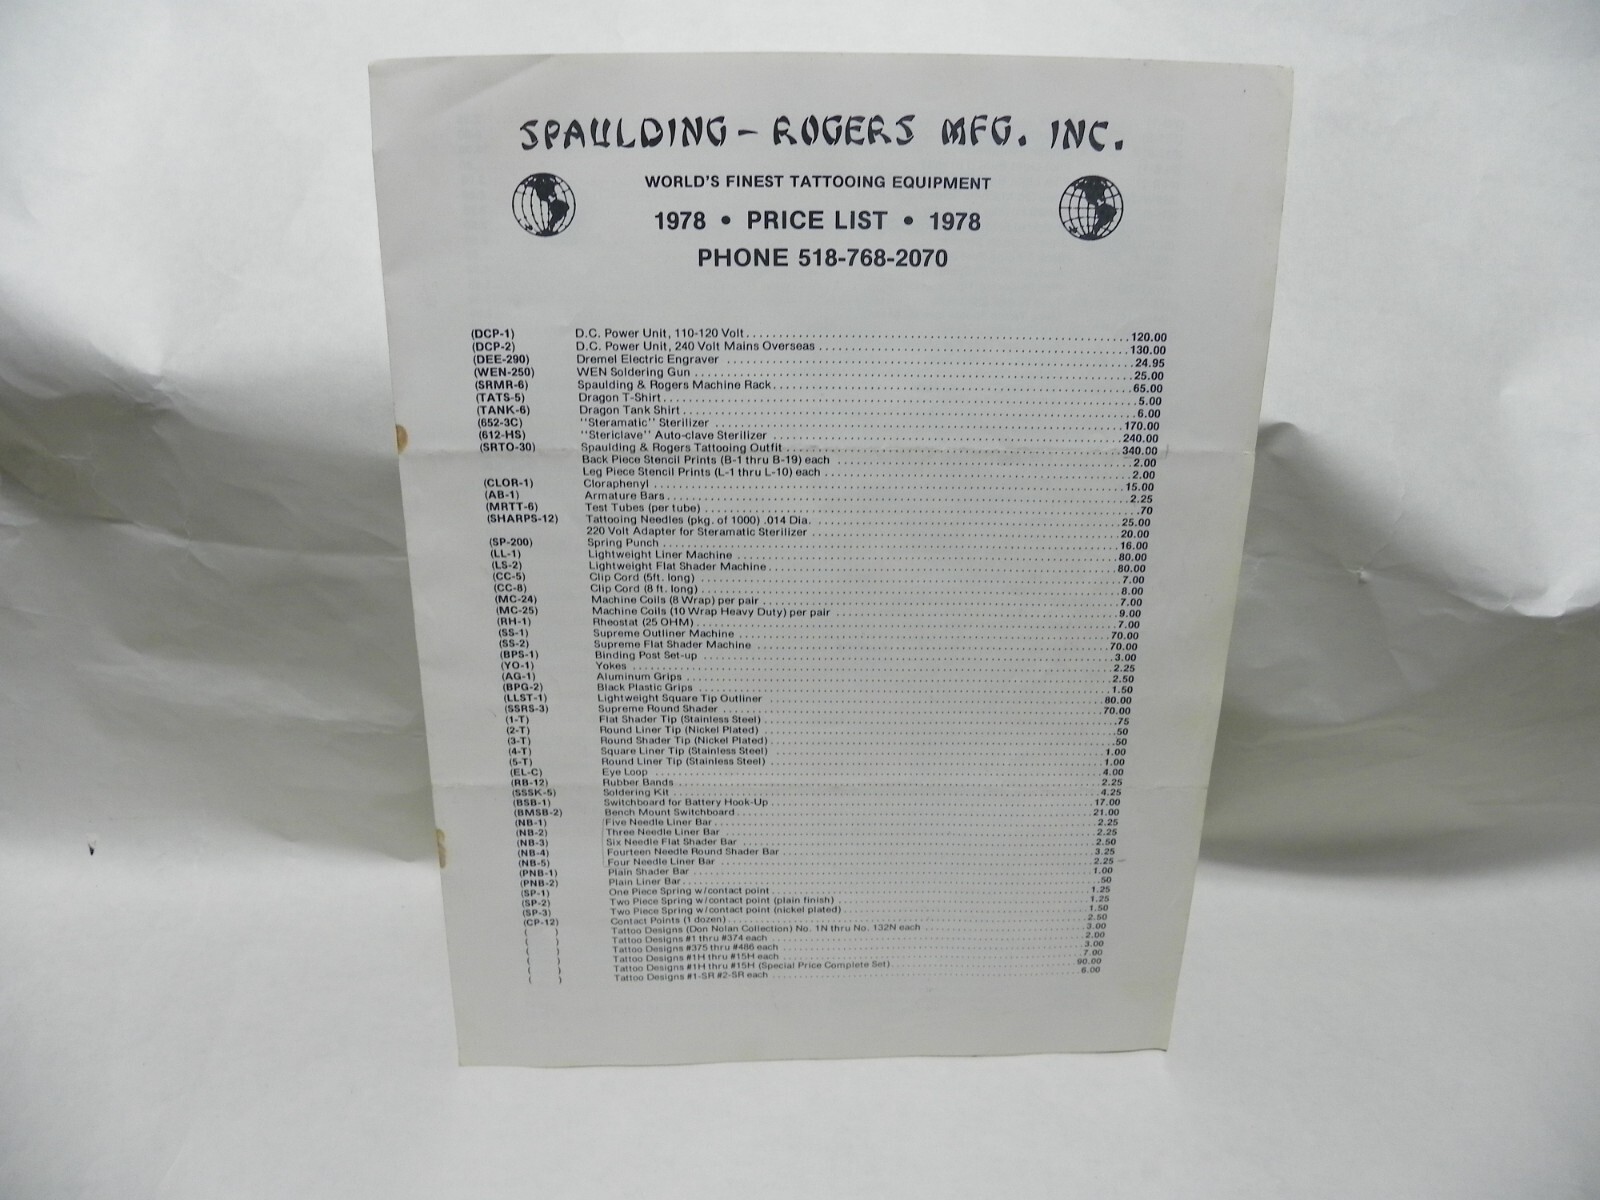 SPAULDING - ROGERS MFG. INC.
WORLD'S FINEST TATTOOING EQUIPMENT
1978 • PRICE LIST • 1978
PHONE 518-768-2070
(DCP-1) D.C. Power Unit, 110-120 Volt 120.00
(DCP-2) D.C. Power Unit, 240 Volt Mains Overseas 130.00
(DEE-290) Dremel Electric Engraver 24.95
(WEN-250) WEN Soldering Gun 25.00
(SRMR-6) Spaulding & Rogers Machine Rack 65.00
(TATS-5) Dragon T-Shirt 5.00
(TANK-6) Dragon Tank Shirt 6.00
(652-3C) "Steramatic" Sterilizer 170.00
(612-HS) "Stericlave" Auto-clave Sterilizer 240.00
(SRTO-30) Spaulding & Rogers Tattooing Outfit 340.00
Back Piece Stencil Prints (B-1 thru B-19) each 2.00
Leg Piece Stencil Prints (L-1 thru L-10) each 2.00
(CLOR-1) Cloraphenyl 15.00
(AB-1) Armature Bars 2.25
(MRTT-6) Test Tubes (per tube) .70
(SHARPS-12) Tattooing Needles (pkg. of 1000) .014 Dia. 25.00
220 Volt Adapter for Steramatic Sterilizer 20.00
(SP-200) Spring Punch 16.00
(LL-1) Lightweight Liner Machine 80.00
(LS-2) Lightweight Flat Shader Machine 80.00
(CC-5) Clip Cord (5ft. long) 7.00
(CC-8) Clip Cord (8 ft. long) 8.00
(MC-24) Machine Coils (8 Wrap) per pair 7.00
(MC-25) Machine Coils (10 Wrap Heavy Duty) per pair 9.00
(RH-1) Rheostat (25 OHM) 7.00
(SS-1) Supreme Outliner Machine 70.00
(SS-2) Supreme Flat Shader Machine 70.00
(BPS-1) Binding Post Set-up 3.00
(YO-1) Yokes 2.25
(AG-1) Aluminum Grips 2.50
(BPG-2) Black Plastic Grips 1.50
(LLST-1) Lightweight Square Tip Outliner 80.00
(SSRS-3) Supreme Round Shader 70.00
(1-T) Flat Shader Tip (Stainless Steel) .75
(2-T) Round Liner Tip (Nickel Plated) .50
(3-T) Round Shader Tip (Nickel Plated) .50
(4-T) Square Liner Tip (Stainless Steel) 1.00
(5-T) Round Liner Tip (Stainless Steel) 1.00
(EL-C) Eye Loop 4.00
(RB-12) Rubber Bands 2.25
(SSSK-5) Soldering Kit 4.25
(BSB-1) Switchboard for Battery Hook-Up 17.00
(BMSB-2) Bench Mount Switchboard 21.00
(NB-1) Five Needle Liner Bar 2.25
(NB-2) Three Needle Liner Bar 2.25
(NB-3) Six Needle Flat Shader Bar 2.50
(NB-4) Fourteen Needle Round Shader Bar 3.25
(NB-5) Four Needle Liner Bar 2.25
(PNB-1) Plain Shader Bar 1.00
(PNB-2) Plain Liner Bar .50
(SP-1) One Piece Spring w/contact point 1.25
(SP-2) Two Piece Spring w/contact point (plain finish) 1.25
(SP-3) Two Piece Spring w/contact point (nickel plated) 1.50
(CP-12) Contact Points (1 dozen) 2.50
( ) Tattoo Designs (Don Nolan Collection) No. 1N thru No. 132N each 3.00
( ) Tattoo Designs #1 thru #374 each 2.00
( ) Tattoo Designs #375 thru #486 each 3.00
( ) Tattoo Designs #1H thru #15H each 7.00
( ) Tattoo Designs #1H thru #15H (Special Price Complete Set) 90.00
( ) Tattoo Designs #1-SR #2-SR each 6.00